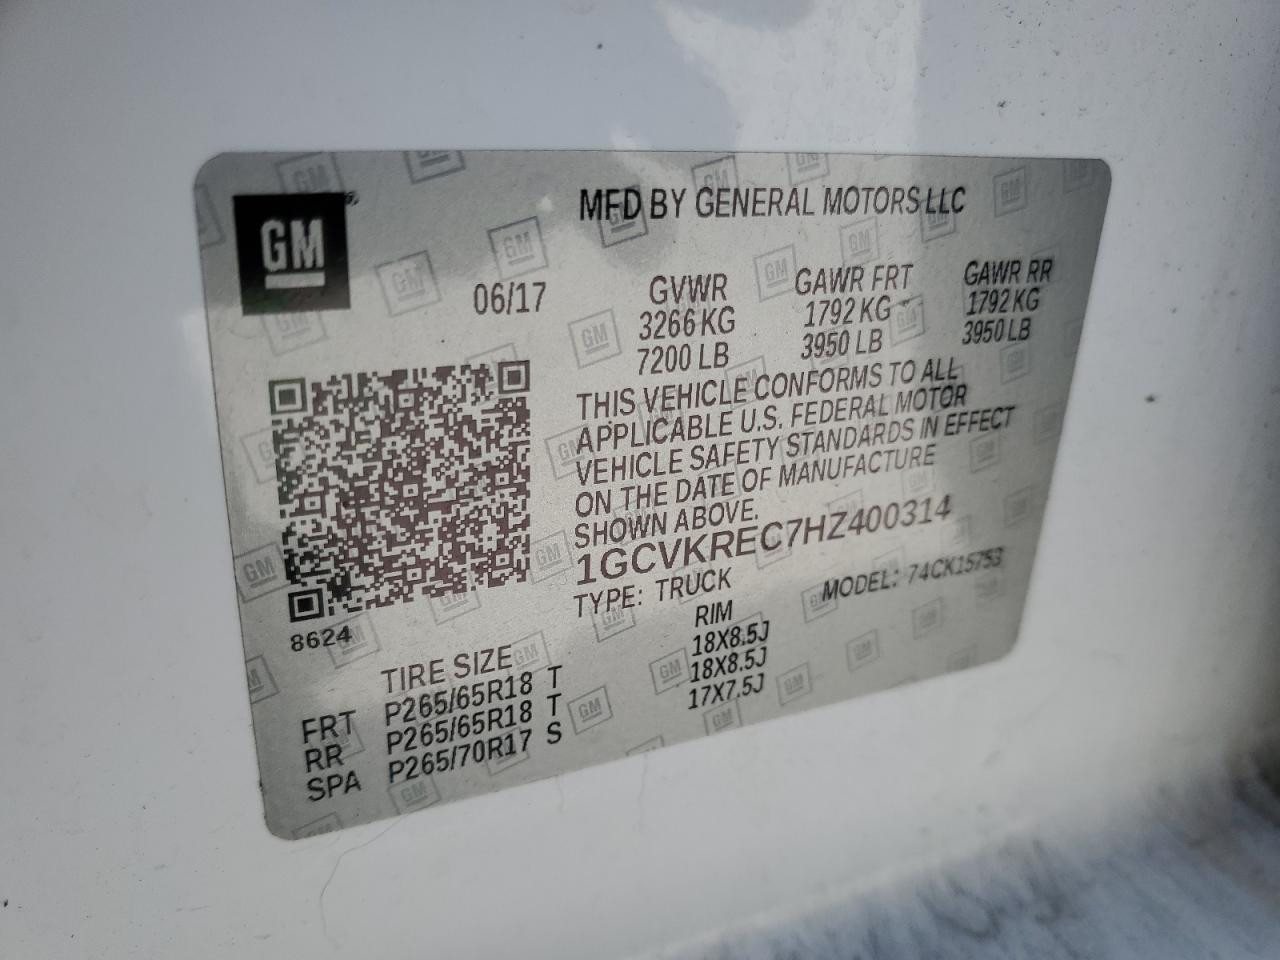 GM
MFD BY GENERAL MOTORS LLC
06/17
GVWR GAWR FRT GAWR RR
3266 KG 1792 KG 1792 KG
7200 LB 3950 LB 3950 LB
THIS VEHICLE CONFORMS TO ALL
APPLICABLE U.S. FEDERAL MOTOR
VEHICLE SAFETY STANDARDS IN EFFECT
ON THE DATE OF MANUFACTURE
SHOWN ABOVE.
1GCVKREC7HZ400314
TYPE: TRUCK MODEL: 74CK15753
8624
TIRE SIZE RIM
FRT P265/65R18 T 18X8.5J
RR P265/65R18 T 18X8.5J
SPA P265/70R17 S 17X7.5J